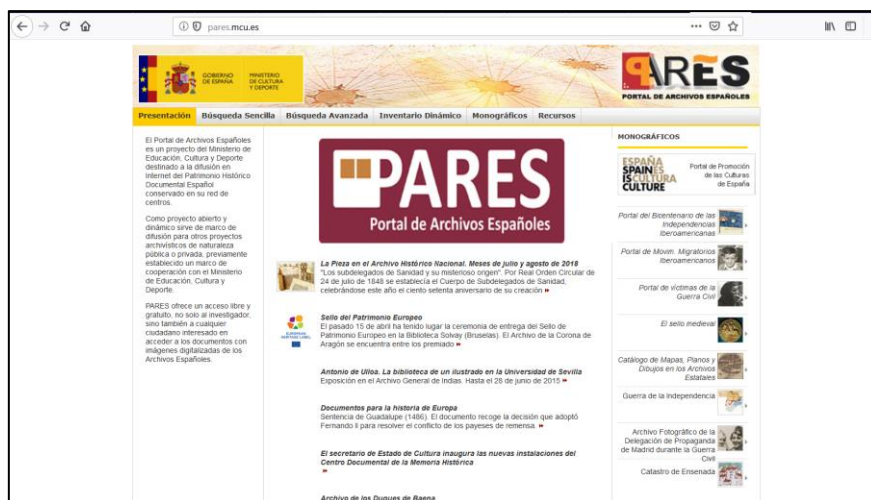 pares.mcu.es
GOBIERNO
DE ESPAÑA
MINISTERIO
DE CULTURA
Y DEPORTE
PARES
PORTAL DE ARCHIVOS ESPAÑOLES
Presentación Búsqueda Sencilla Búsqueda Avanzada Inventario Dinámico Monográficos Recursos
El Portal de Archivos Españoles
es un proyecto del Ministerio de
Educación, Cultura y Deporte
destinado a la difusión en
Internet del Patrimonio Histórico
Documental Español
conservado en su red de
centros.
Como proyecto abierto y
dinámico sirve de marco de
difusión para otros proyectos
archivísticos de naturaleza
pública o privada, previamente
establecido un marco de
cooperación con el Ministerio
de Educación, Cultura y
Deporte.
PARES ofrece un acceso libre y
gratuito, no solo al investigador,
sino también a cualquier
ciudadano interesado en
acceder a los documentos con
imágenes digitalizadas de los
Archivos Españoles.
PARES
Portal de Archivos Españoles
La Pieza en el Archivo Histórico Nacional. Meses de julio y agosto de 2018
"Los subdelegados de Sanidad y su misterioso origen". Por Real Orden Circular de
24 de julio de 1845 se establecía el Cuerpo de Subdelegados de Sanidad,
celebrándose este año el ciento setenta aniversario de su creación
Sello del Patrimonio Europeo
El pasado 15 de abril ha tenido lugar la ceremonia de entrega del Sello de
Patrimonio Europeo en la Biblioteca Solvay (Bruselas). El Archivo de la Corona de
Aragón se encuentra entre los premiado
Antonio de Ulloa. La biblioteca de un ilustrado en la Universidad de Sevilla
Exposición en el Archivo General de Indias. Hasta el 28 de junio de 2015
Documentos para la historia de Europa
Sentencia de Guadalupe (1486). El documento recoge la decisión que adoptó
Fernando II para resolver el conflicto de los payeses de remensa.
El secretario de Estado de Cultura inaugura las nuevas instalaciones del
Centro Documental de la Memoria Histórica
Archivo de los Duques de Baena
MONOGRÁFICOS
ESPAÑA
SPAIN ES
IS CULTURA
CULTURE
Portal de Promoción
de las Culturas
de España
Portal del Bicentenario de las
Independencias
Iberoamericanas
Portal de Movim. Migratorios
Iberoamericanos
Portal de víctimas de la
Guerra Civil
El sello medieval
Catálogo de Mapas, Planos y
Dibujos en los Archivos
Estatales
Guerra de la Independencia
Archivo Fotográfico de la
Delegación de Propaganda
de Madrid durante la Guerra
Civil
Catastro de Ensenada